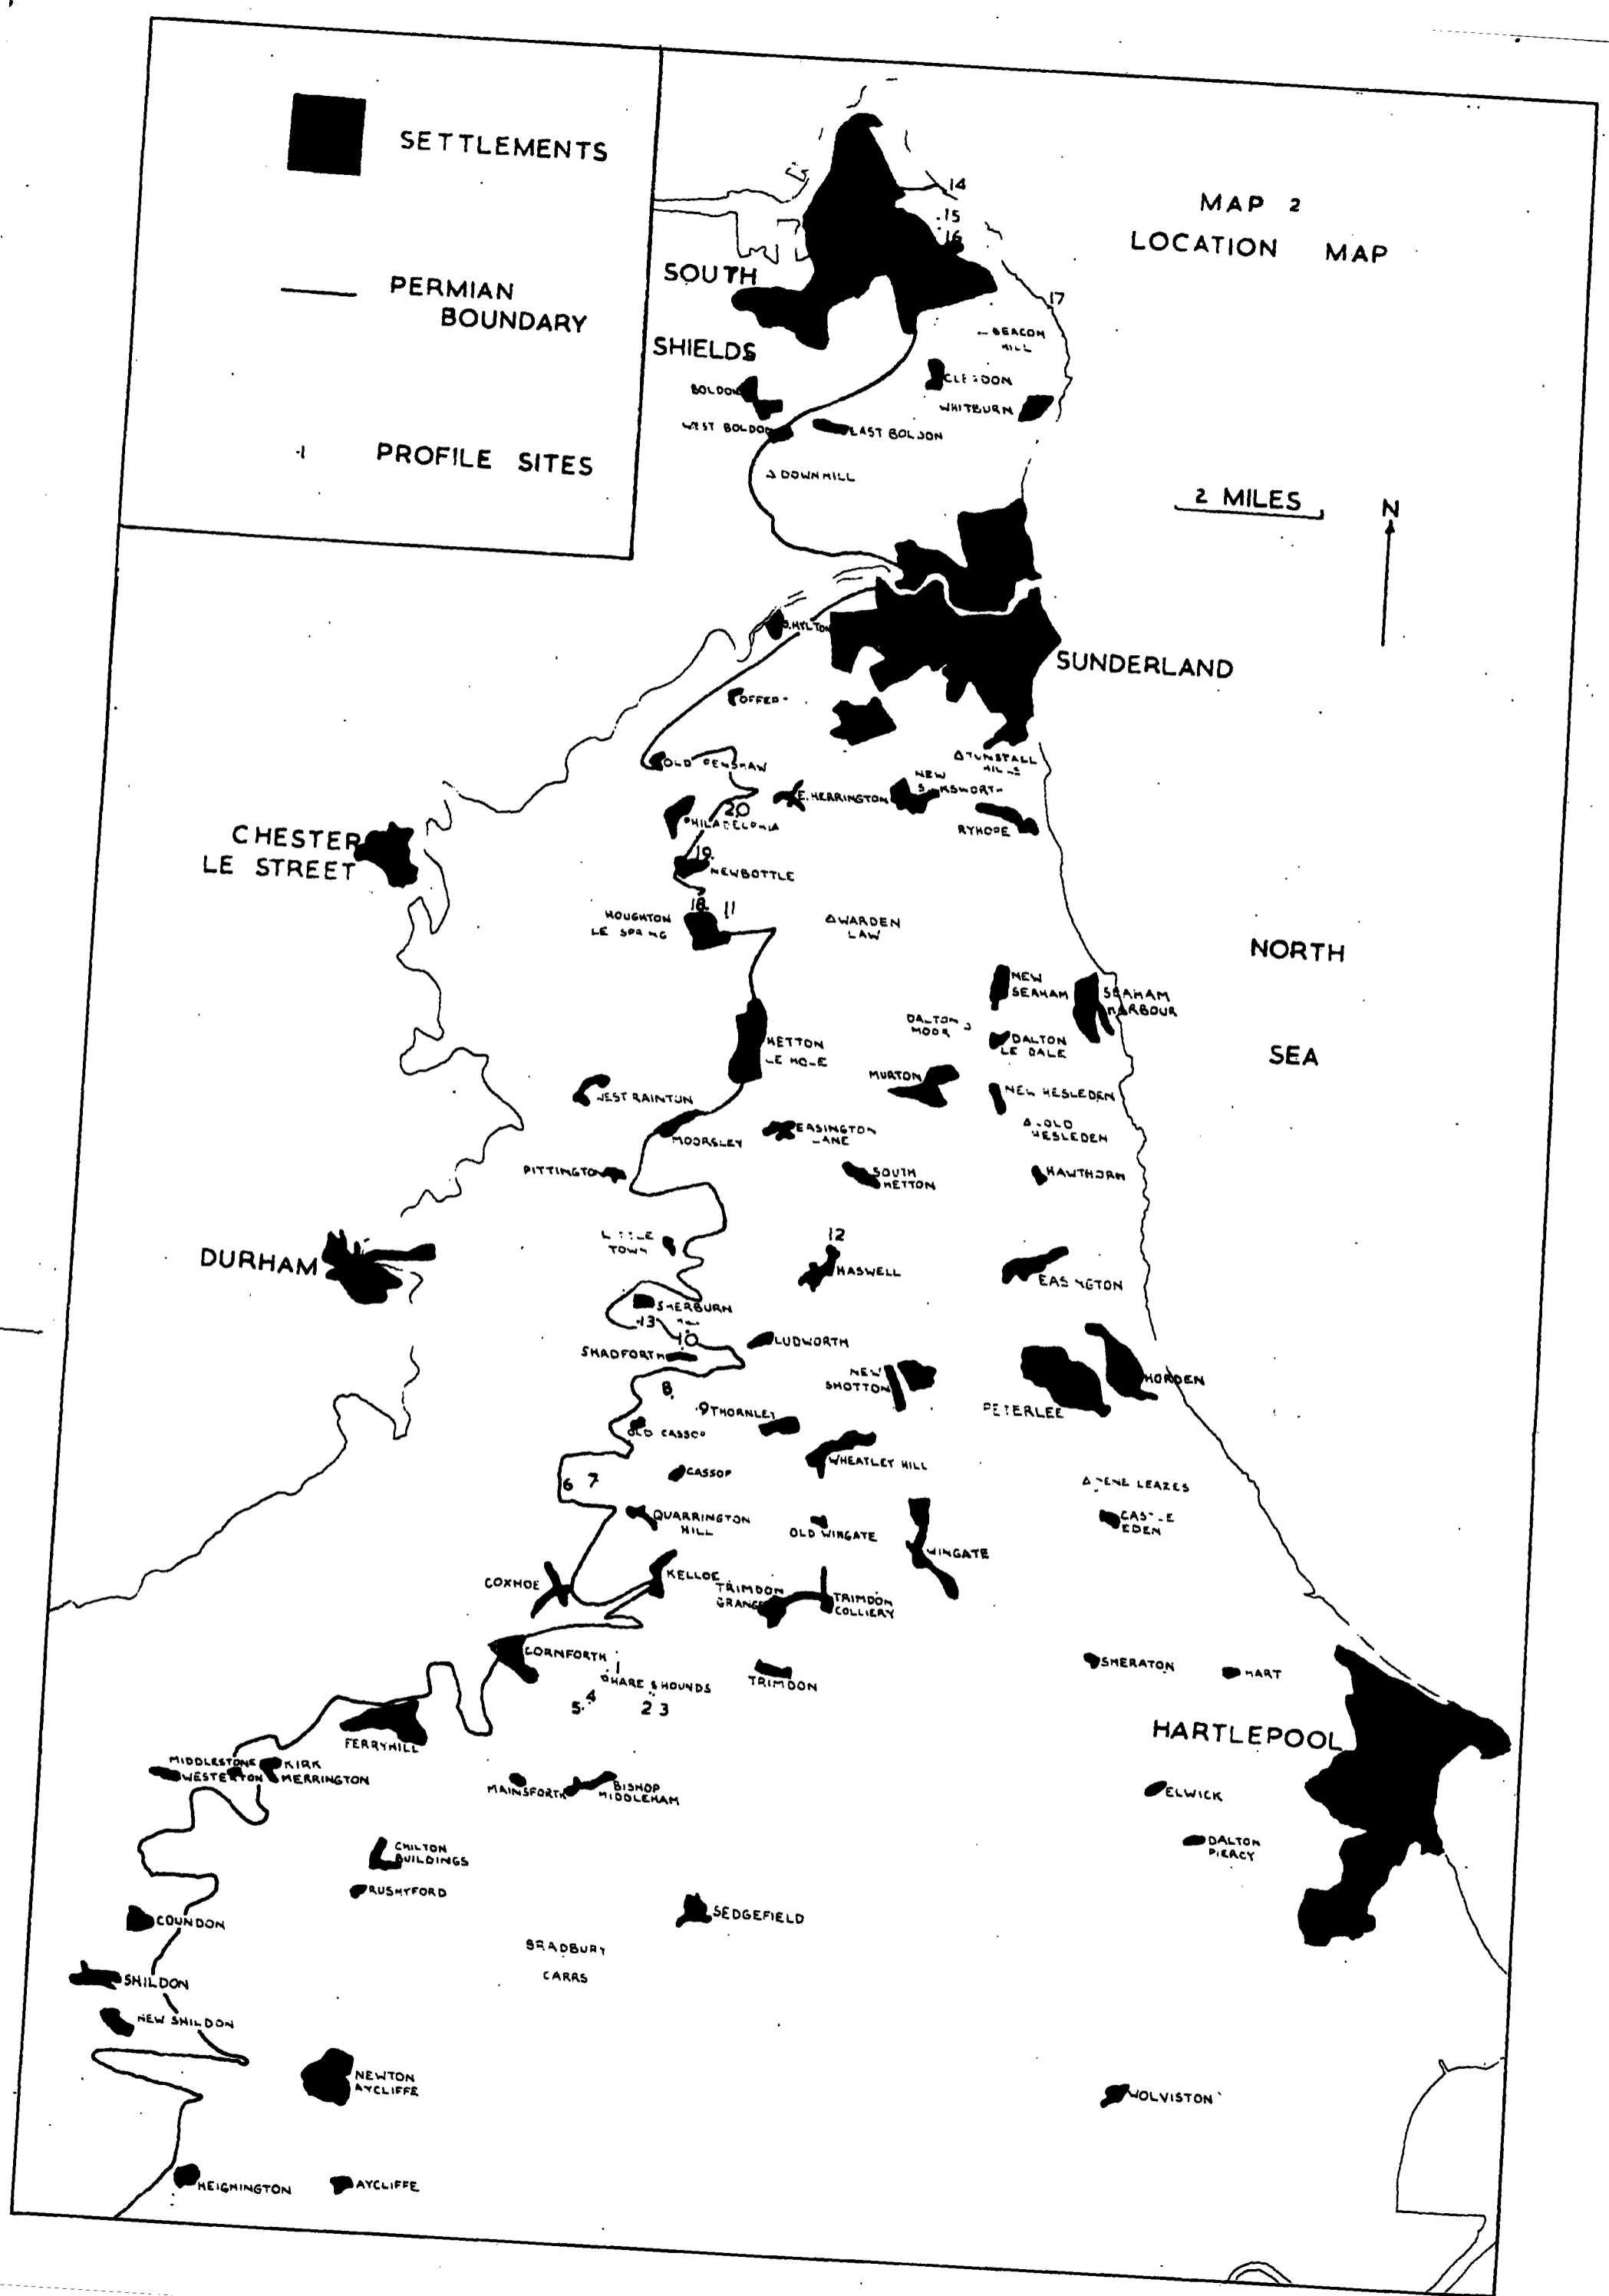 SETTLEMENTS
PERMIAN
BOUNDARY
·1 PROFILE SITES
MAP 2
LOCATION MAP
14
15
16
SOUTH
SHIELDS
17
BEACON
HILL
WHITBURN
BOLDON
WEST BOLDON
EAST BOLDON
DOWNHILL
2 MILES
N
S. HYLTON
SUNDERLAND
TUNSTALL
HILLS
NEW
E. HERRINGTON
RYHOPE
20
PHILADELPHIA
CHESTER
LE STREET
19
NEWBOTTLE
18 11
HOUGHTON
LE SPRING
WARDEN
LAW
NORTH
SEA
NEW
SEAHAM
SEAHAM
HARBOUR
DALTON
MOOR
DALTON
LE DALE
HETTON
LE HOLE
MURTON
NEW HESLEDEN
WEST RAINTON
MOORSLEY
EASINGTON
LANE
OLD
HESLEDEN
PITTINGTON
SOUTH
HETTON
HAWTHORN
LITTLE
TOWN
12
HASWELL
EASINGTON
DURHAM
SHERBURN
13
10
LUDWORTH
SHADFORTH
NEW
SHOTTON
HORDEN
PETERLEE
8
9 THORNLEY
OLD CASSOP
WHEATLEY HILL
6 7
CASSOP
QUARRINGTON
HILL
OLD WINGATE
CASTLE
EDEN
WINGATE
COXHOE
KELLOE
TRIMDON
GRANGE
TRIMDON
COLLIERY
CORNFORTH
1
HARE & HOUNDS
5 4
2 3
TRIMDON
SHERATON
HART
HARTLEPOOL
FERRYHILL
MIDDLESTONE
WESTERTON
KIRK
MERRINGTON
MAINSFORTH
BISHOP
MIDDLEHAM
ELWICK
DALTON
PIERCY
CHILTON
BUILDINGS
RUSHYFORD
COUNDON
SEDGEFIELD
BRADBURY
CARRS
SHILDON
NEW SHILDON
NEWTON
AYCLIFFE
WOLVISTON
HEIGHINGTON
AYCLIFFE